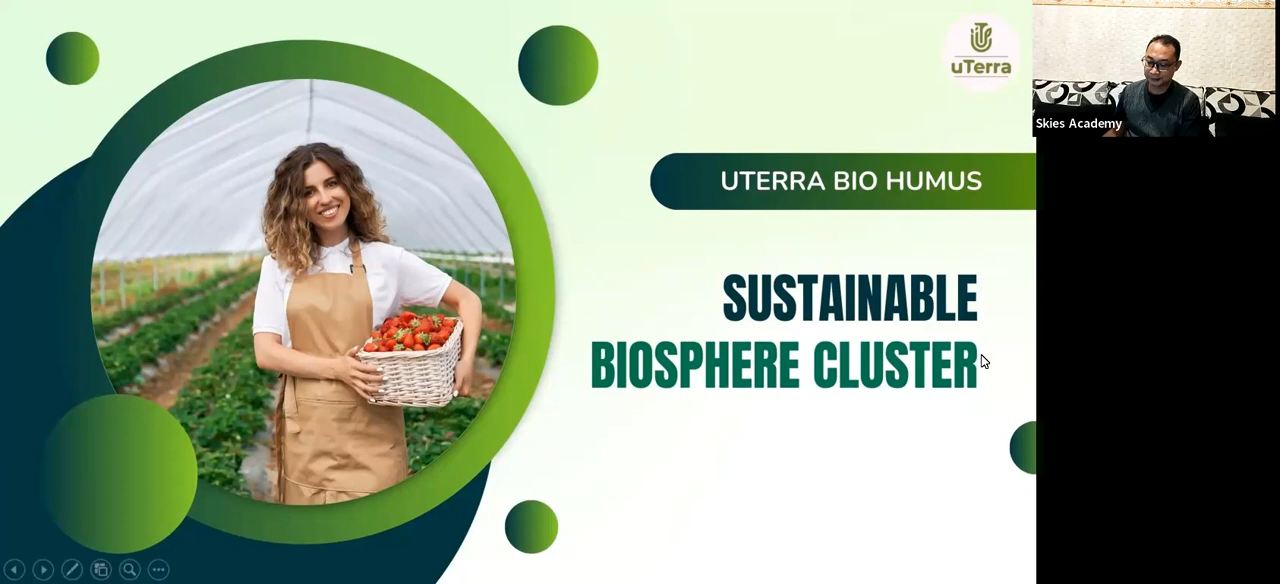 uTerra
Skies Academy
UTERRA BIO HUMUS
SUSTAINABLE
BIOSPHERE CLUSTER